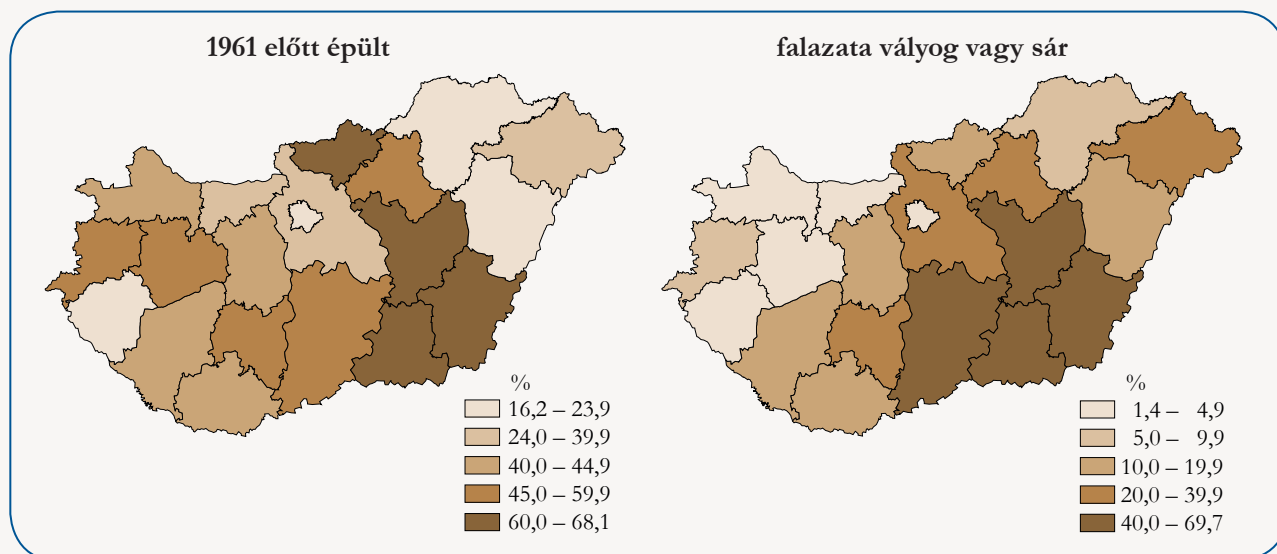 1961 előtt épült
%
16,2 – 23,9
24,0 – 39,9
40,0 – 44,9
45,0 – 59,9
60,0 – 68,1
falazata vályog vagy sár
%
1,4 – 4,9
5,0 – 9,9
10,0 – 19,9
20,0 – 39,9
40,0 – 69,7